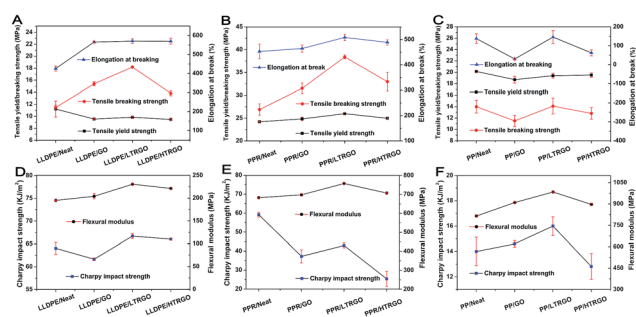 A
Tensile yield/breaking strength (MPa)
24
22
20
18
16
14
12
10
8
6
Elongation at breaking
Tensile breaking strength
Tensile yield strength
600
500
400
300
200
100
Elongation at break (%)
LLDPE/Neat
LLDPE/GO
LLDPE/LTRGO
LLDPE/HTRGO
B
Tensile yield/breaking strength (MPa)
45
40
35
30
25
20
Elongation at break
Tensile breaking strength
Tensile yield strength
600
500
400
300
200
100
Elongation at break (%)
PPR/Neat
PPR/GO
PPR/LTRGO
PPR/HTRGO
C
Tensile yield/breaking strength (MPa)
28
26
24
22
20
18
16
14
12
10
8
Elongation at breaking
Tensile yield strength
Tensile breaking strength
200
150
100
50
0
-50
-100
-150
-200
-250
-300
-350
-400
Elongation at break (%)
PP/Neat
PP/GO
PP/LTRGO
PP/HTRGO
D
Charpy impact strength (KJ/m²)
80
75
70
65
60
55
Flexural modulus
Charpy impact strength
250
200
150
100
50
0
Flexural modulus (MPa)
LLDPE/Neat
LLDPE/GO
LLDPE/LTRGO
LLDPE/HTRGO
E
Charpy impact strength (KJ/m²)
80
70
60
50
40
30
20
Flexural modulus
Charpy impact strength
800
700
600
500
400
300
200
Flexural modulus (MPa)
PPR/Neat
PPR/GO
PPR/LTRGO
PPR/HTRGO
F
Charpy impact strength (KJ/m²)
20
18
16
14
12
Flexural modulus
Charpy impact strength
1050
900
750
600
450
300
Flexural modulus (MPa)
PP/Neat
PP/GO
PP/LTRGO
PP/HTRGO